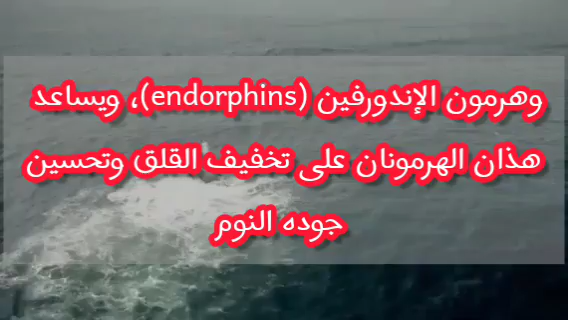 وهرمون الإندورفين (endorphins)، ويساعد
هذان الهرمونان على تخفيف القلق وتحسين
جوده النوم